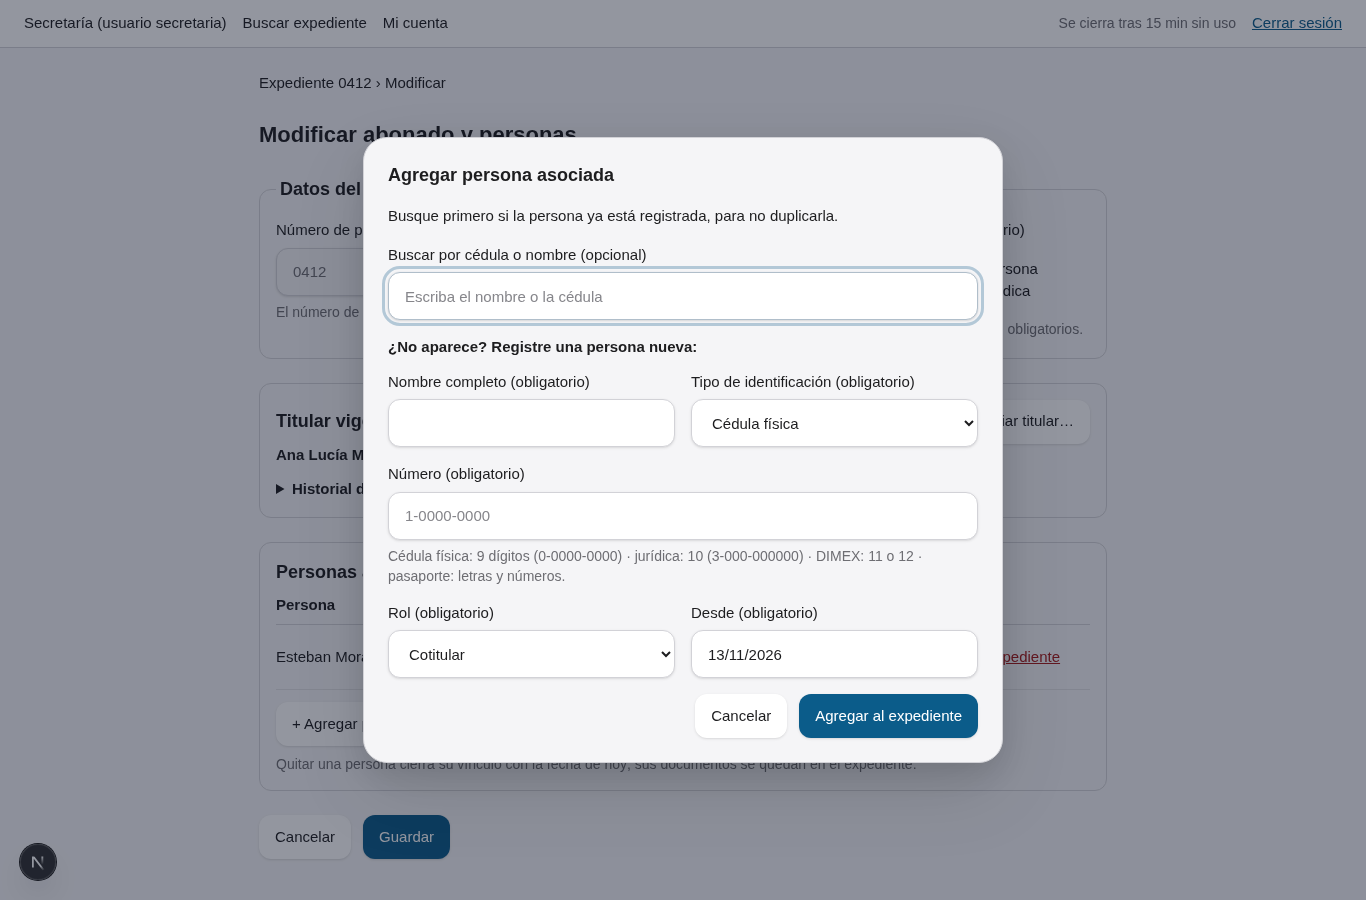 Secretaría (usuario secretaria) Buscar expediente Mi cuenta Se cierra tras 15 min sin uso Cerrar sesión
Expediente 0412 › Modificar
Modificar abonado y personas
Agregar persona asociada
Busque primero si la persona ya está registrada, para no duplicarla.
Buscar por cédula o nombre (opcional)
Escriba el nombre o la cédula
¿No aparece? Registre una persona nueva:
Nombre completo (obligatorio) Tipo de identificación (obligatorio)
Cédula física
Número (obligatorio)
1-0000-0000
Cédula física: 9 dígitos (0-0000-0000) · jurídica: 10 (3-000-000000) · DIMEX: 11 o 12 ·
pasaporte: letras y números.
Rol (obligatorio) Desde (obligatorio)
Cotitular 13/11/2026
Cancelar Agregar al expediente
Datos del
Número de
0412
El número de obligatorios.
Titular
titular…
Ana Lucía
Historial
Personas
Persona
Esteban
+ Agregar
Quitar una persona cierra su vínculo con la fecha de hoy; sus documentos se quedan en el expediente.
Cancelar Guardar
N